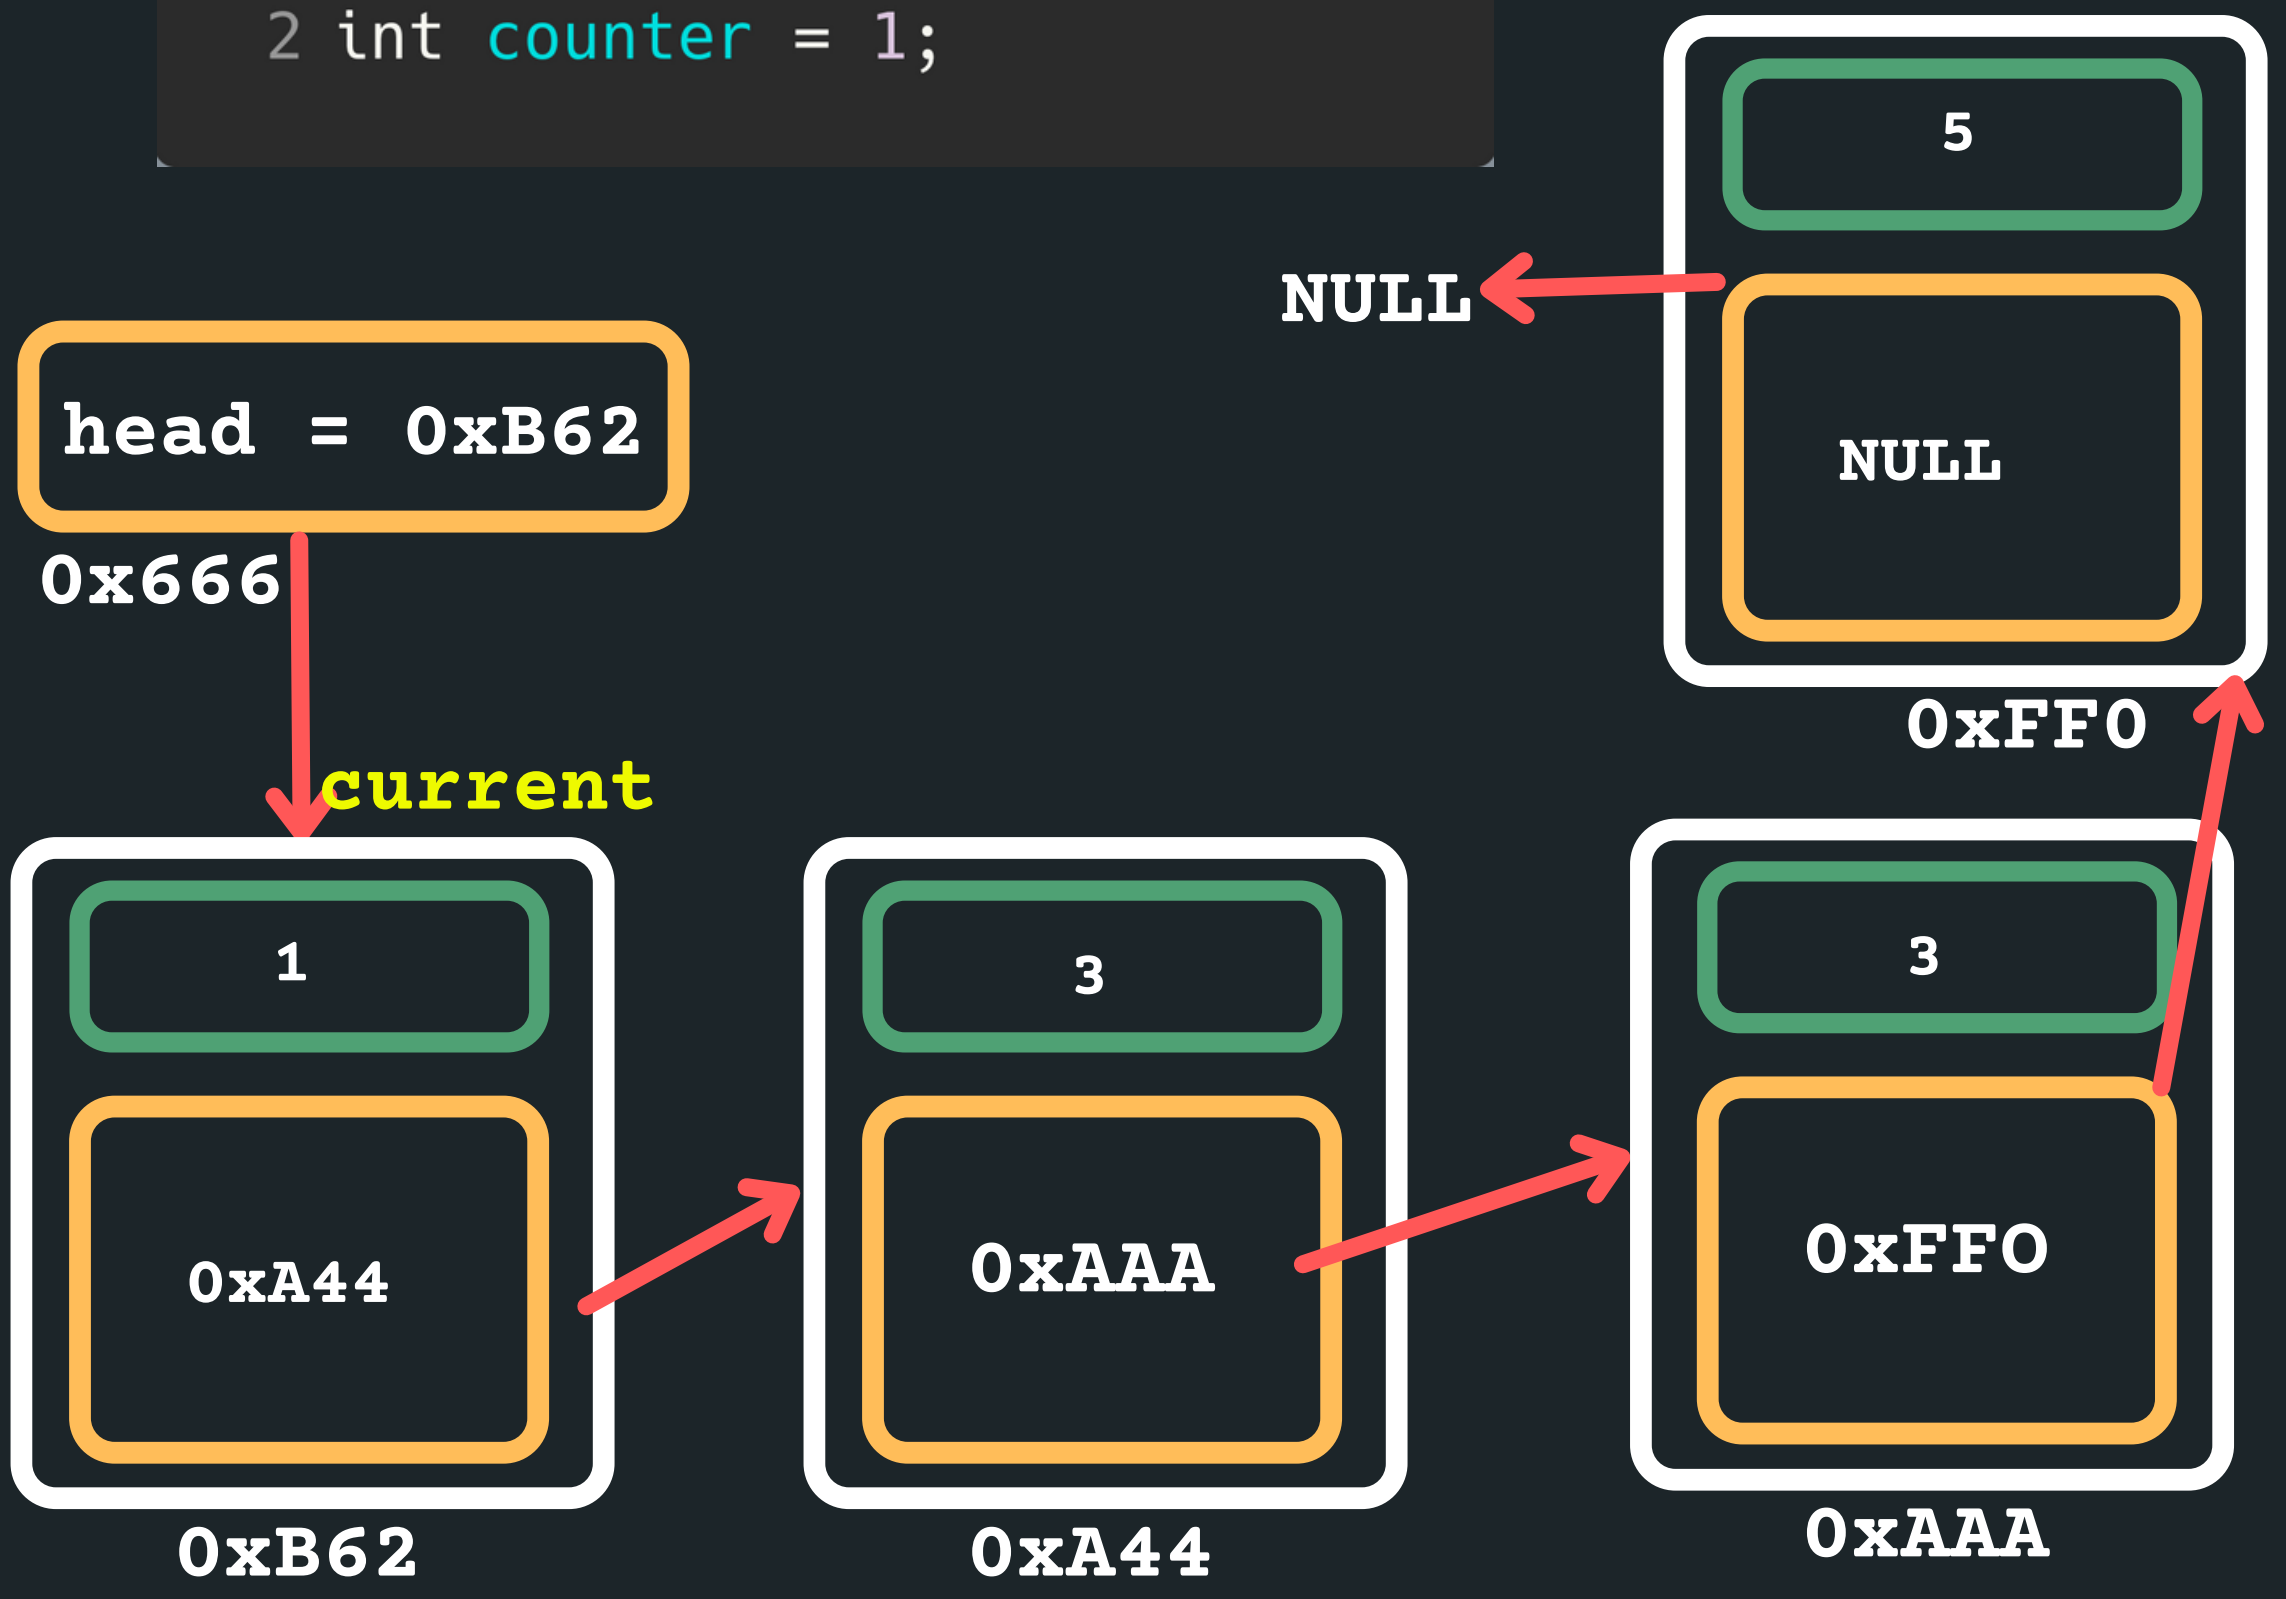 2 int counter = 1;
5
NULL
NULL
head = 0xB62
0x666
0xFF0
current
1
3
3
0xA44
0xAAA
0xFFO
0xB62
0xA44
0xAAA